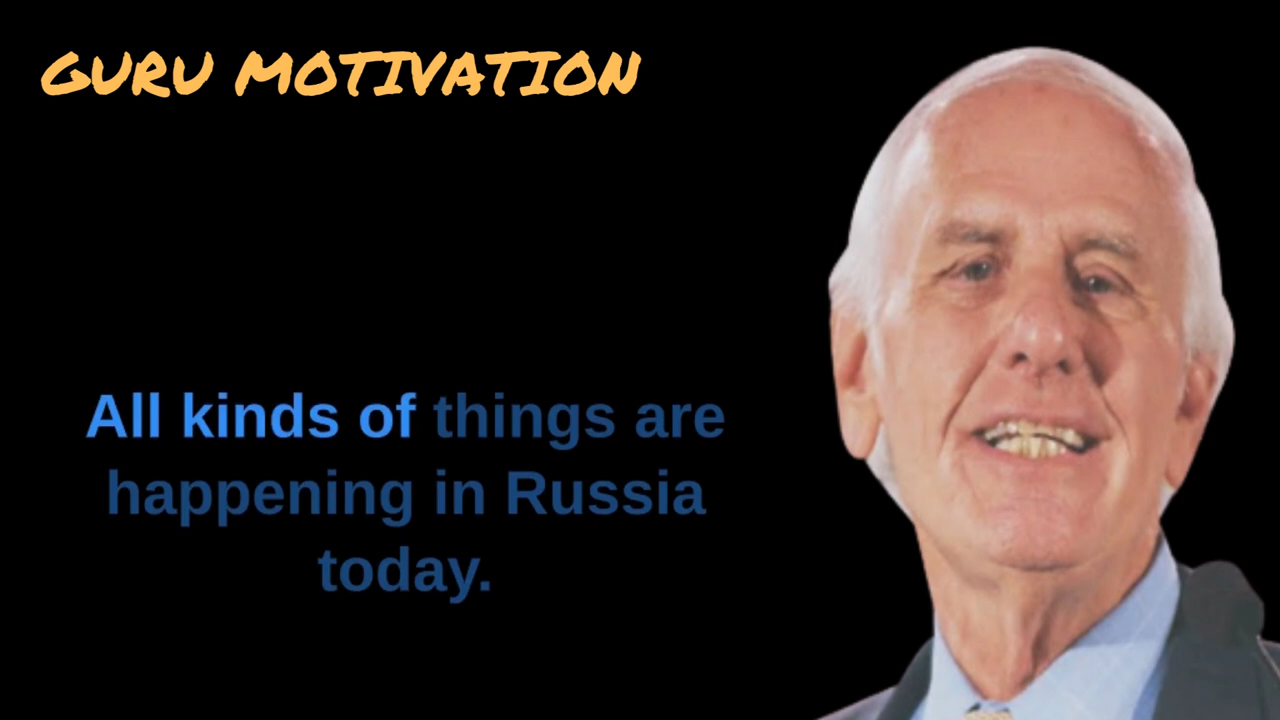 GURU MOTIVATION
All kinds of things are
happening in Russia
today.